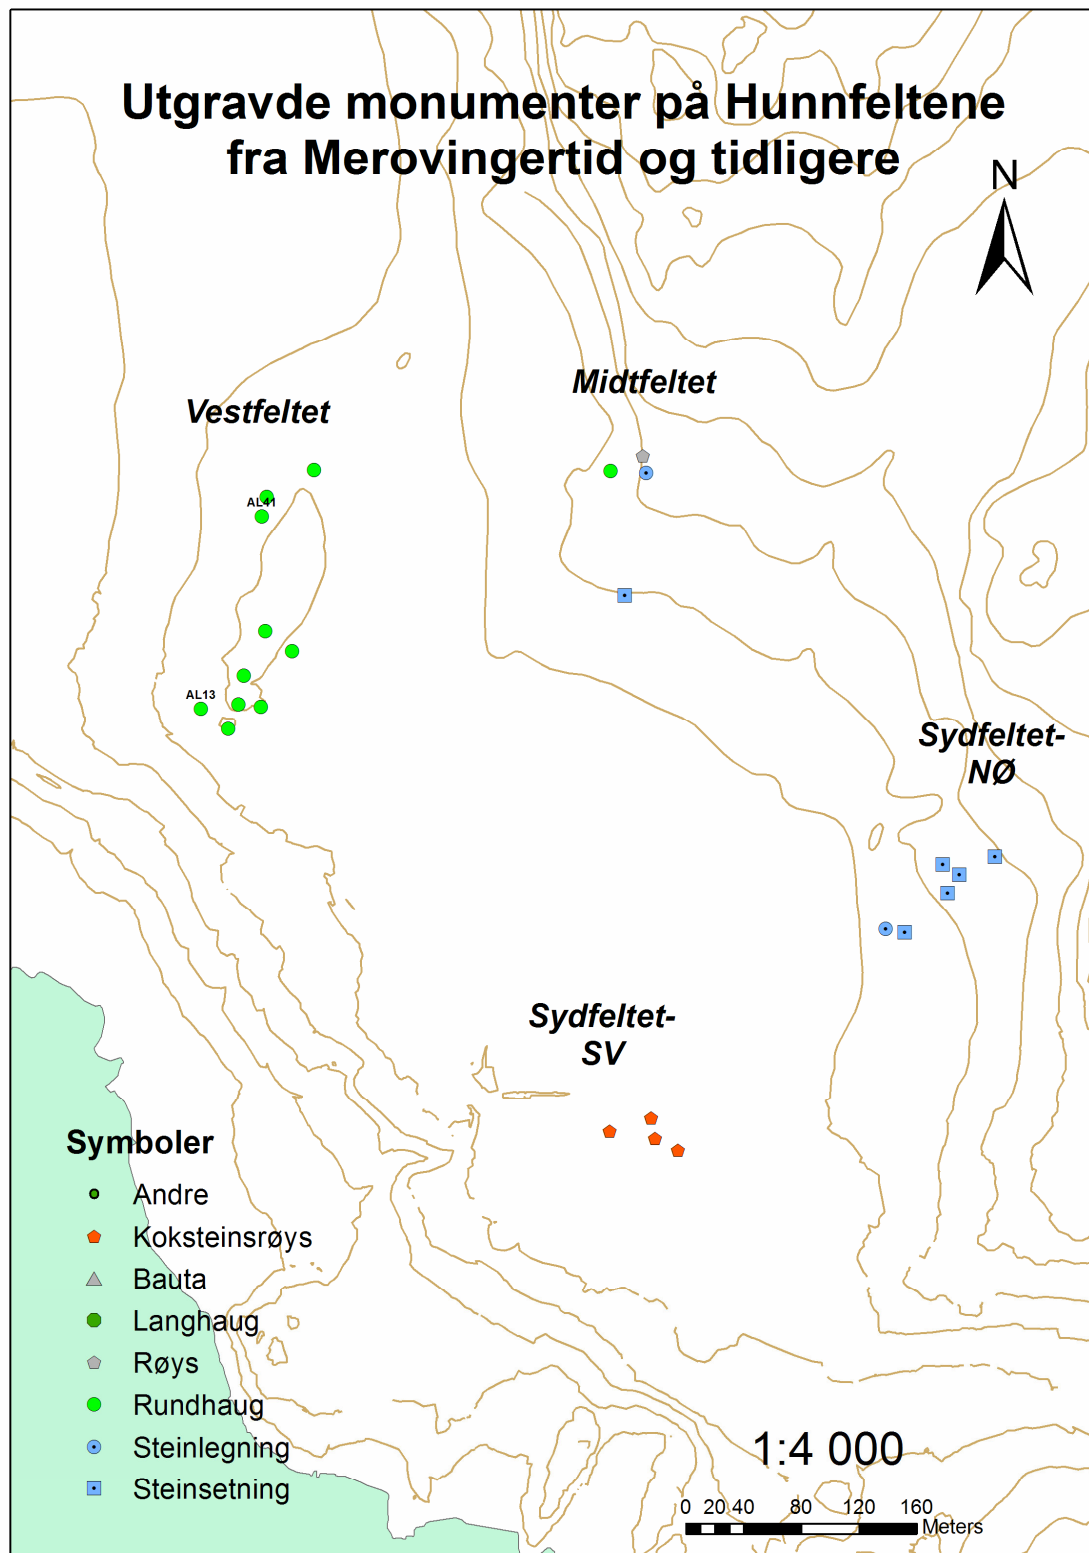 Utgravde monumenter på Hunnfeltene
fra Merovingertid og tidligere
N
Midtfeltet
Vestfeltet
AL41
AL13
Sydfeltet-
NØ
Sydfeltet-
SV
Symboler
Andre
Koksteinsrøys
Bauta
Langhaug
Røys
Rundhaug
Steinlegning
Steinsetning
1:4 000
0 20 40 80 120 160
Meters